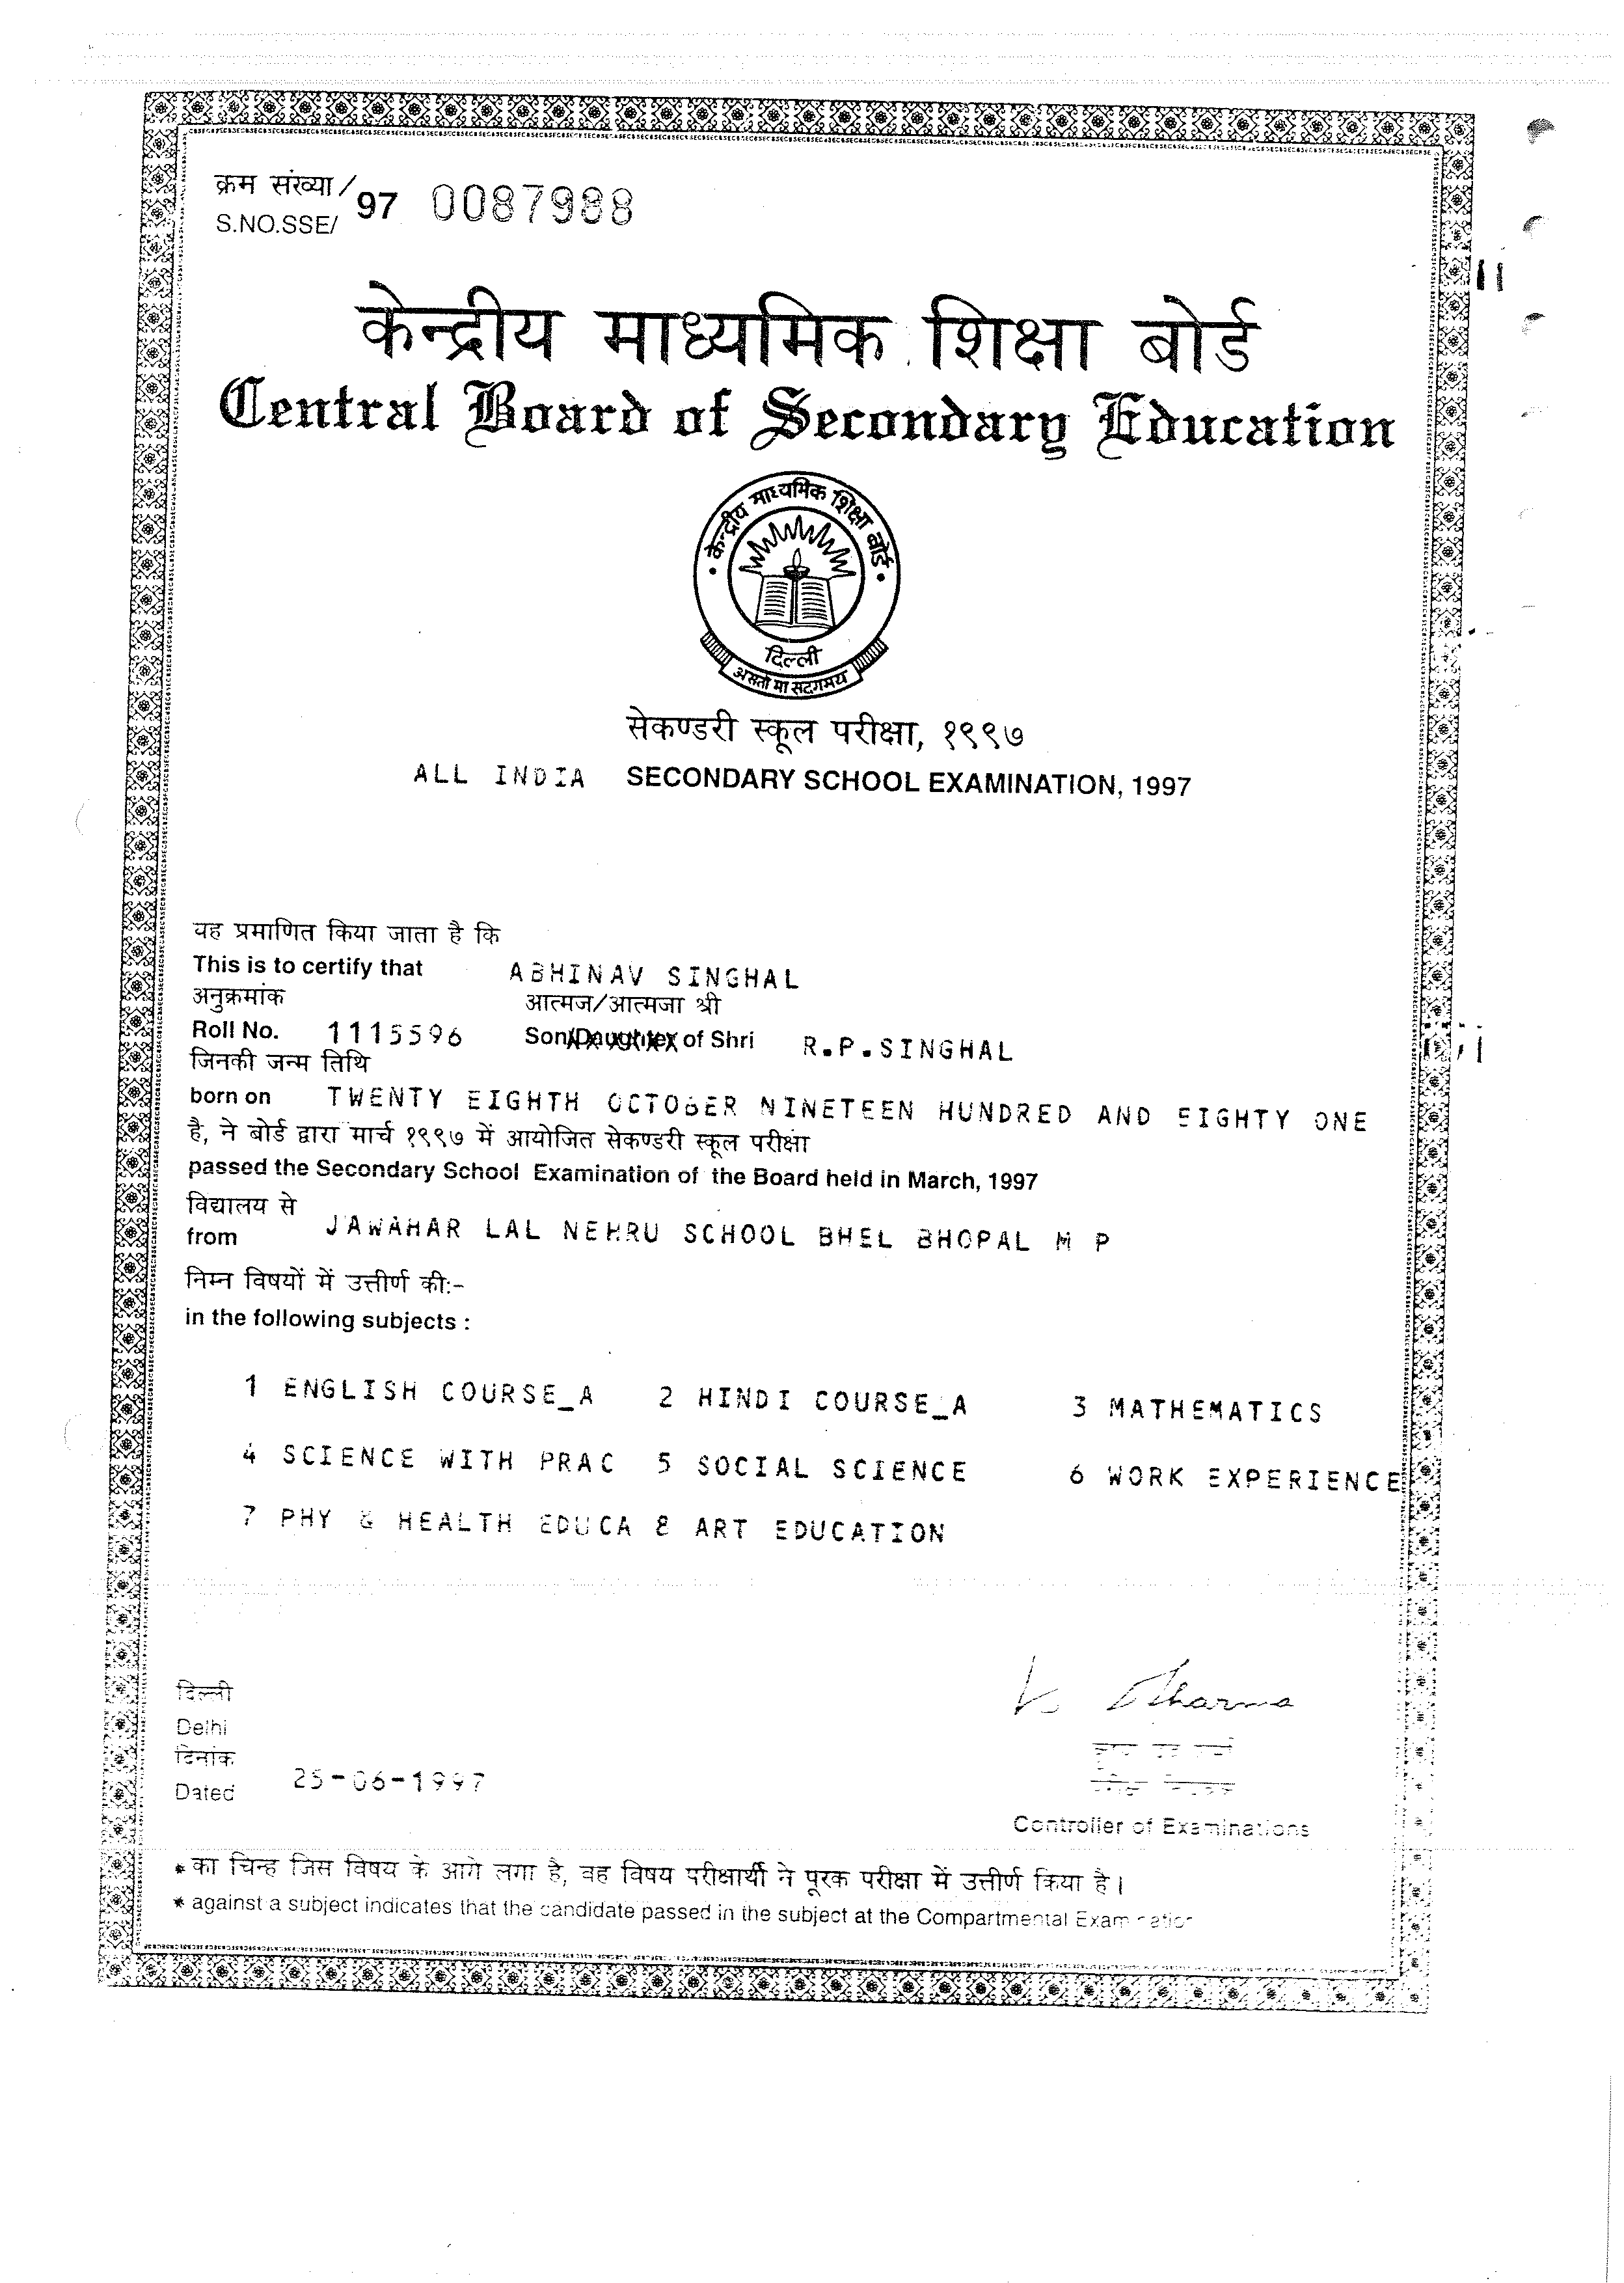 क्रम संख्या/
S.NO.SSE/ 97 0087988
केन्द्रीय माध्यमिक शिक्षा बोर्ड
Central Board of Secondary Education
केन्द्रीय माध्यमिक शिक्षा बोर्ड
दिल्ली
असतो मा सद्गमय
सेकण्डरी स्कूल परीक्षा, १९९७
ALL INDIA SECONDARY SCHOOL EXAMINATION, 1997
यह प्रमाणित किया जाता है कि
This is to certify that ABHINAV SINGHAL
अनुक्रमांक आत्मज/आत्मजा श्री
Roll No. 1115596 Son/Daughter of Shri R.P.SINGHAL
जिनकी जन्म तिथि
born on TWENTY EIGHTH OCTOBER NINETEEN HUNDRED AND EIGHTY ONE
है, ने बोर्ड द्वारा मार्च १९९७ में आयोजित सेकण्डरी स्कूल परीक्षा
passed the Secondary School Examination of the Board held in March, 1997
विद्यालय से
from JAWAHAR LAL NEHRU SCHOOL BHEL BHOPAL M P
निम्न विषयों में उत्तीर्ण की:-
in the following subjects :
1 ENGLISH COURSE_A 2 HINDI COURSE_A 3 MATHEMATICS
4 SCIENCE WITH PRAC 5 SOCIAL SCIENCE 6 WORK EXPERIENCE
7 PHY & HEALTH EDUCA 8 ART EDUCATION
दिल्ली
Delhi
दिनांक
Dated 25-06-1997
V. Sharma
Controller of Examinations
* का चिन्ह जिस विषय के आगे लगा है, वह विषय परीक्षार्थी ने पूरक परीक्षा में उत्तीर्ण किया है।
* against a subject indicates that the candidate passed in the subject at the Compartmental Examination